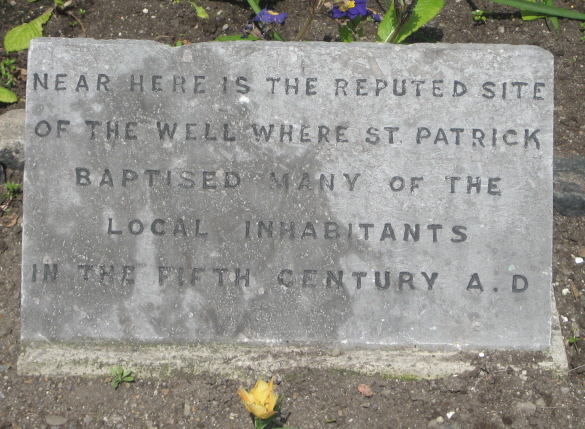 NEAR HERE IS THE REPUTED SITE
OF THE WELL WHERE ST. PATRICK
BAPTISED MANY OF THE
LOCAL INHABITANTS
IN THE FIFTH CENTURY A.D